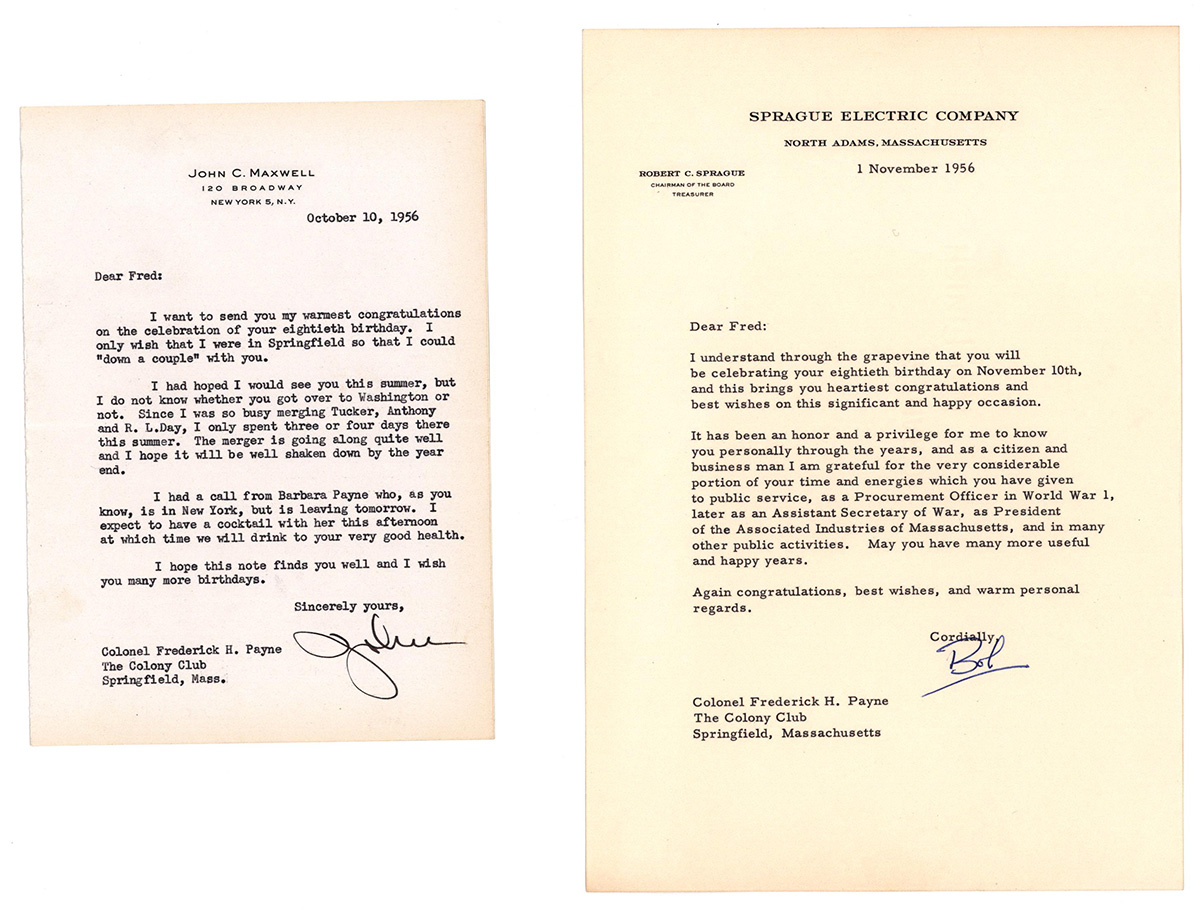 JOHN C. MAXWELL
120 BROADWAY
NEW YORK 5, N.Y.
October 10, 1956
Dear Fred:
I want to send you my warmest congratulations
on the celebration of your eightieth birthday. I
only wish that I were in Springfield so that I could
"down a couple" with you.
I had hoped I would see you this summer, but
I do not know whether you got over to Washington or
not. Since I was so busy merging Tucker, Anthony
and R. L.Day, I only spent three or four days there
this summer. The merger is going along quite well
and I hope it will be well shaken down by the year
end.
I had a call from Barbara Payne who, as you
know, is in New York, but is leaving tomorrow. I
expect to have a cocktail with her this afternoon
at which time we will drink to your very good health.
I hope this note finds you well and I wish
you many more birthdays.
Sincerely yours,
John
Colonel Frederick H. Payne
The Colony Club
Springfield, Mass.
SPRAGUE ELECTRIC COMPANY
NORTH ADAMS, MASSACHUSETTS
ROBERT C. SPRAGUE
CHAIRMAN OF THE BOARD
TREASURER
1 November 1956
Dear Fred:
I understand through the grapevine that you will
be celebrating your eightieth birthday on November 10th,
and this brings you heartiest congratulations and
best wishes on this significant and happy occasion.
It has been an honor and a privilege for me to know
you personally through the years, and as a citizen and
business man I am grateful for the very considerable
portion of your time and energies which you have given
to public service, as a Procurement Officer in World War 1,
later as an Assistant Secretary of War, as President
of the Associated Industries of Massachusetts, and in many
other public activities. May you have many more useful
and happy years.
Again congratulations, best wishes, and warm personal
regards.
Cordially,
Bob
Colonel Frederick H. Payne
The Colony Club
Springfield, Massachusetts